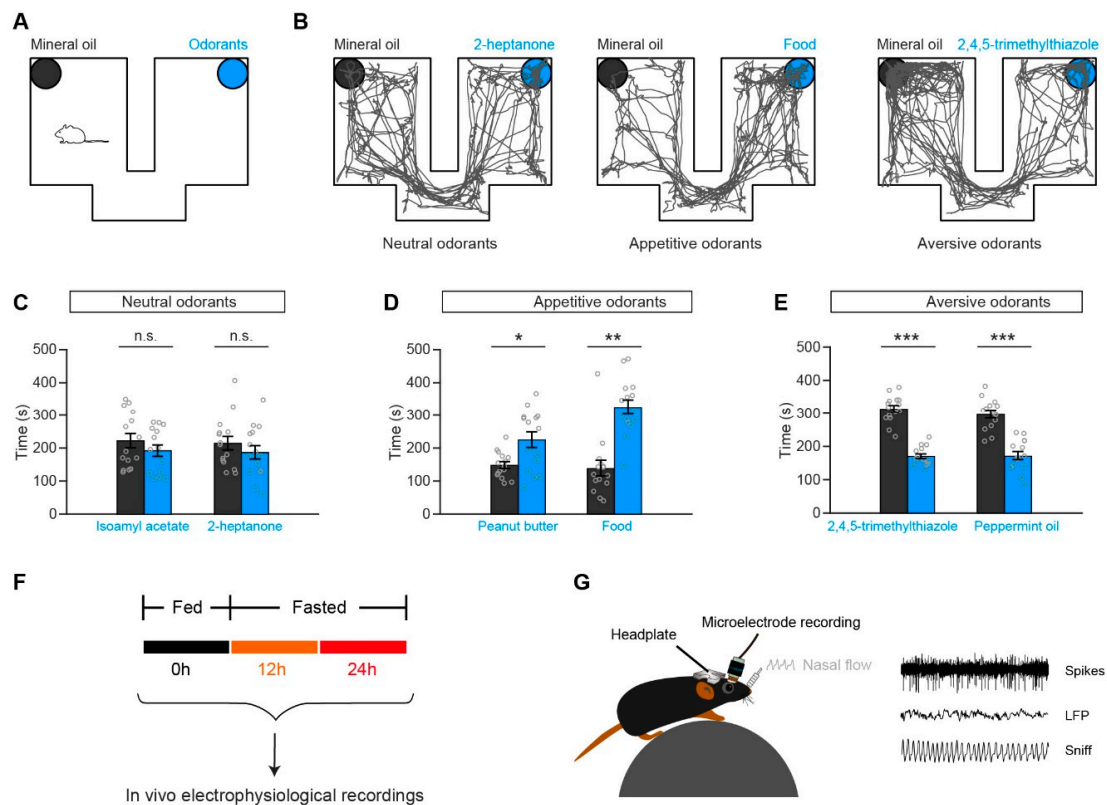 A
Mineral oil
Odorants
B
Mineral oil
2-heptanone
Neutral odorants
Mineral oil
Food
Appetitive odorants
Mineral oil
2,4,5-trimethylthiazole
Aversive odorants
C
Neutral odorants
n.s.
n.s.
500
400
300
200
100
0
Time (s)
Isoamyl acetate
2-heptanone
D
Appetitive odorants
*
**
500
400
300
200
100
0
Time (s)
Peanut butter
Food
E
Aversive odorants
***
***
500
400
300
200
100
0
Time (s)
2,4,5-trimethylthiazole
Peppermint oil
F
Fed
Fasted
0h
12h
24h
In vivo electrophysiological recordings
G
Microelectrode recording
Headplate
Nasal flow
Spikes
LFP
Sniff